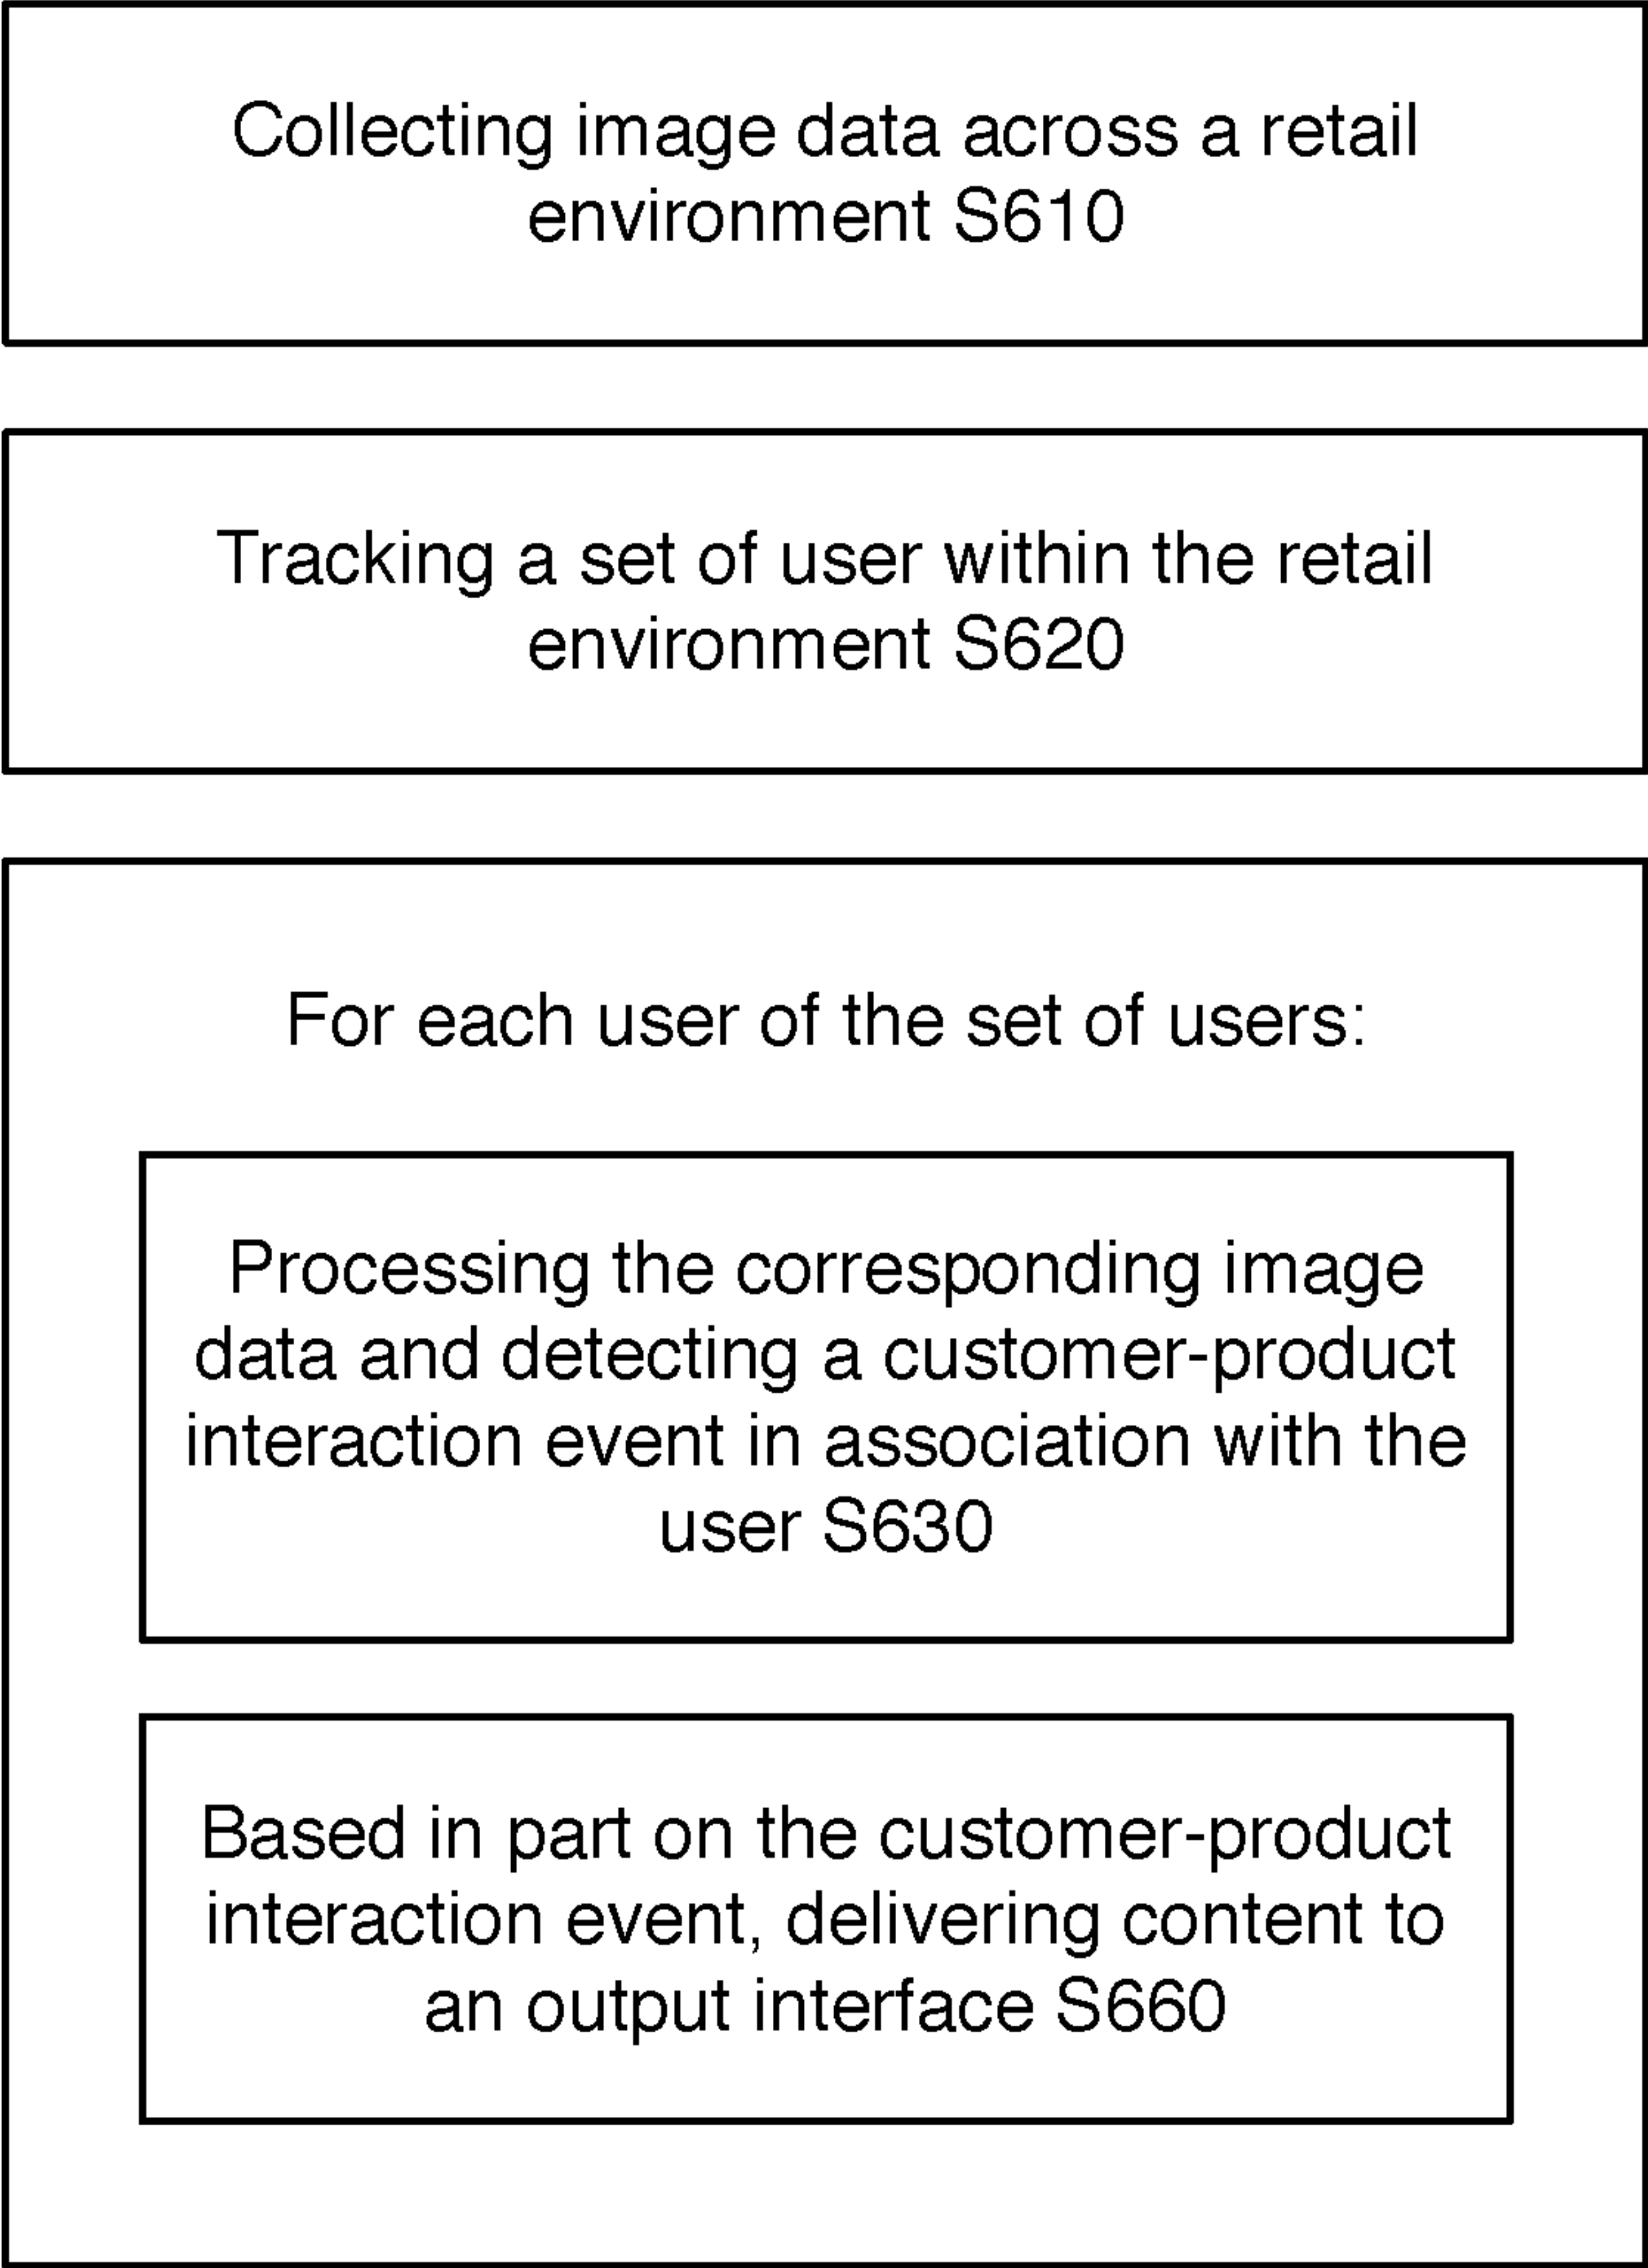 Collecting image data across a retail
environment S610
Tracking a set of user within the retail
environment S620
For each user of the set of users:
Processing the corresponding image
data and detecting a customer-product
interaction event in association with the
user S630
Based in part on the customer-product
interaction event, delivering content to
an output interface S660